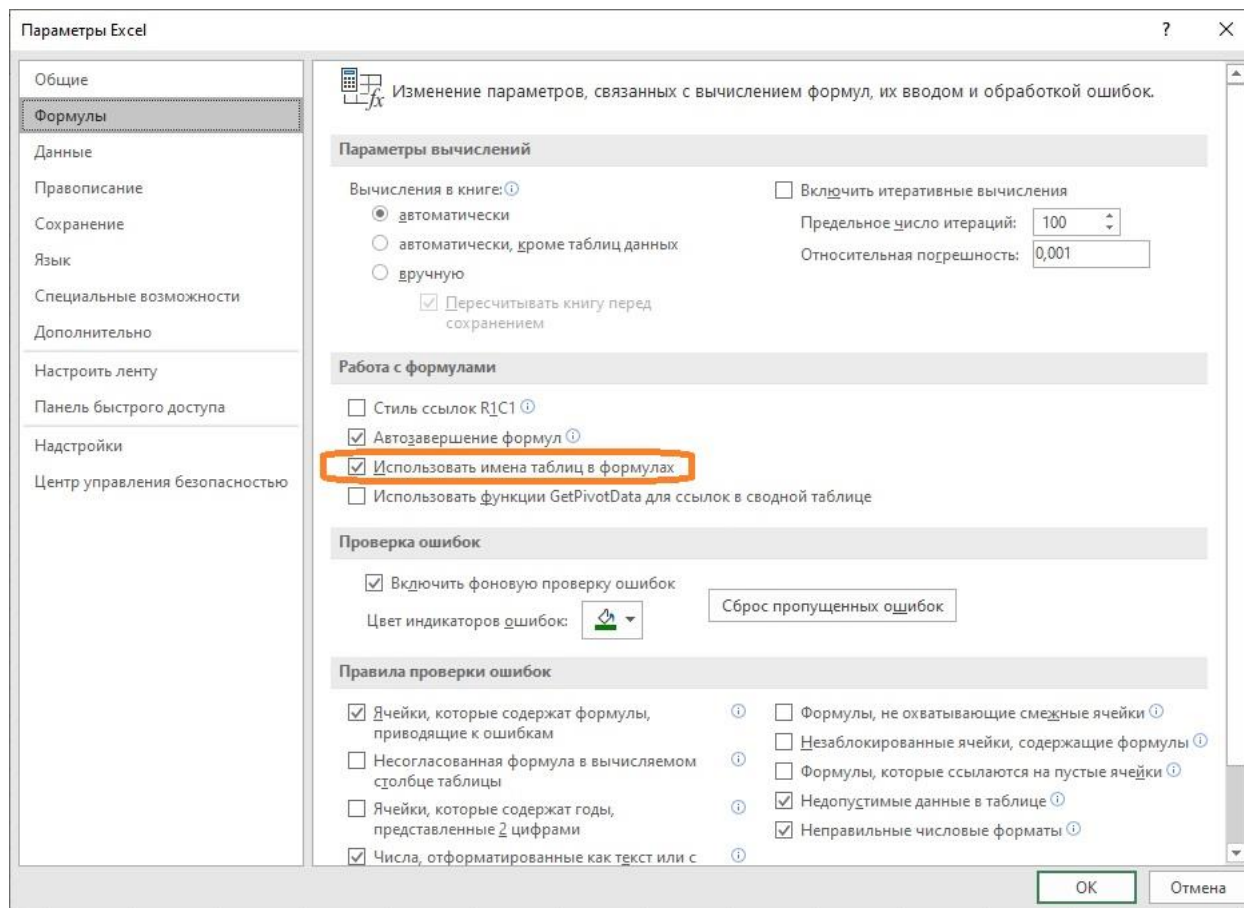 Параметры Excel
?
Общие
Формулы
Данные
Правописание
Сохранение
Язык
Специальные возможности
Дополнительно
Настроить ленту
Панель быстрого доступа
Надстройки
Центр управления безопасностью
fx Изменение параметров, связанных с вычислением формул, их вводом и обработкой ошибок.
Параметры вычислений
Вычисления в книге:
автоматически
автоматически, кроме таблиц данных
вручную
Пересчитывать книгу перед
сохранением
Включить итеративные вычисления
Предельное число итераций: 100
Относительная погрешность: 0,001
Работа с формулами
Стиль ссылок R1C1
Автозавершение формул
Использовать имена таблиц в формулах
Использовать функции GetPivotData для ссылок в сводной таблице
Проверка ошибок
Включить фоновую проверку ошибок
Цвет индикаторов ошибок:
Сброс пропущенных ошибок
Правила проверки ошибок
Ячейки, которые содержат формулы,
приводящие к ошибкам
Несогласованная формула в вычисляемом
столбце таблицы
Ячейки, которые содержат годы,
представленные 2 цифрами
Числа, отформатированные как текст или с
Формулы, не охватывающие смежные ячейки
Незаблокированные ячейки, содержащие формулы
Формулы, которые ссылаются на пустые ячейки
Недопустимые данные в таблице
Неправильные числовые форматы
ОК
Отмена